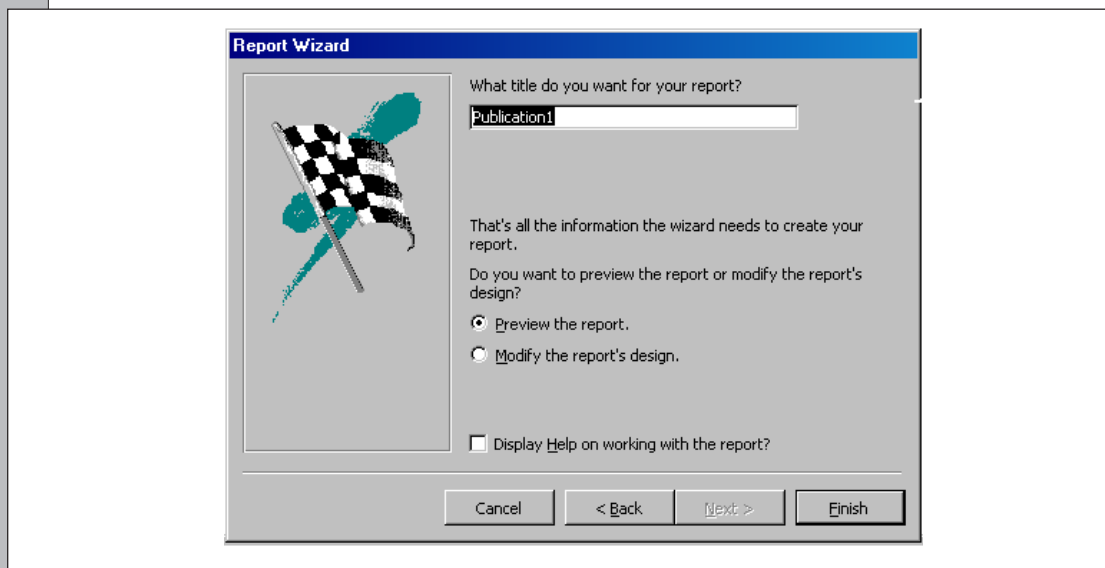 Report Wizard
What title do you want for your report?
Publication1
That's all the information the wizard needs to create your
report.
Do you want to preview the report or modify the report's
design?
Preview the report.
Modify the report's design.
Display Help on working with the report?
Cancel
< Back
Next >
Finish